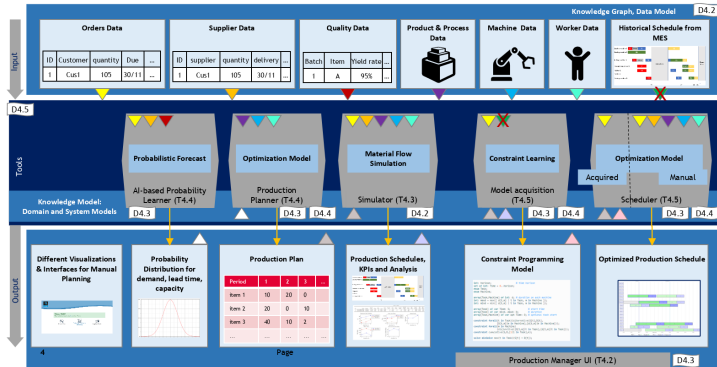 Knowledge Graph, Data Model
D4.2
Input
Orders Data
ID Customer quantity Due ...
1 Cus1 105 30/11 ...
Supplier Data
ID supplier quantity delivery ...
1 Cus1 105 30/11 ...
Quality Data
Batch Item Yield rate ...
1 A 95% ...
Product & Process
Data
Machine Data
Worker Data
Historical Schedule from
MES
D4.5
Tools
Probabilistic Forecast
AI-based Probability
Learner (T4.4)
D4.3
Optimization Model
Production
Planner (T4.4)
D4.3
D4.4
Material Flow
Simulation
Simulator (T4.3)
D4.2
Constraint Learning
Model acquisition
(T4.5)
D4.3
D4.4
Optimization Model
Acquired
Manual
Scheduler (T4.5)
D4.3
D4.4
Knowledge Model:
Domain and System Models
Output
Different Visualizations
& Interfaces for Manual
Planning
Probability
Distribution for
demand, lead time,
capacity
Production Plan
Period 1 2 3 ...
Item 1 10 20 0
Item 2 20 0 10
Item 3 40 10 2
...
Production Schedules,
KPIs and Analysis
Constraint Programming
Model
Optimized Production Schedule
4
Page
Production Manager UI (T4.2)
D4.3